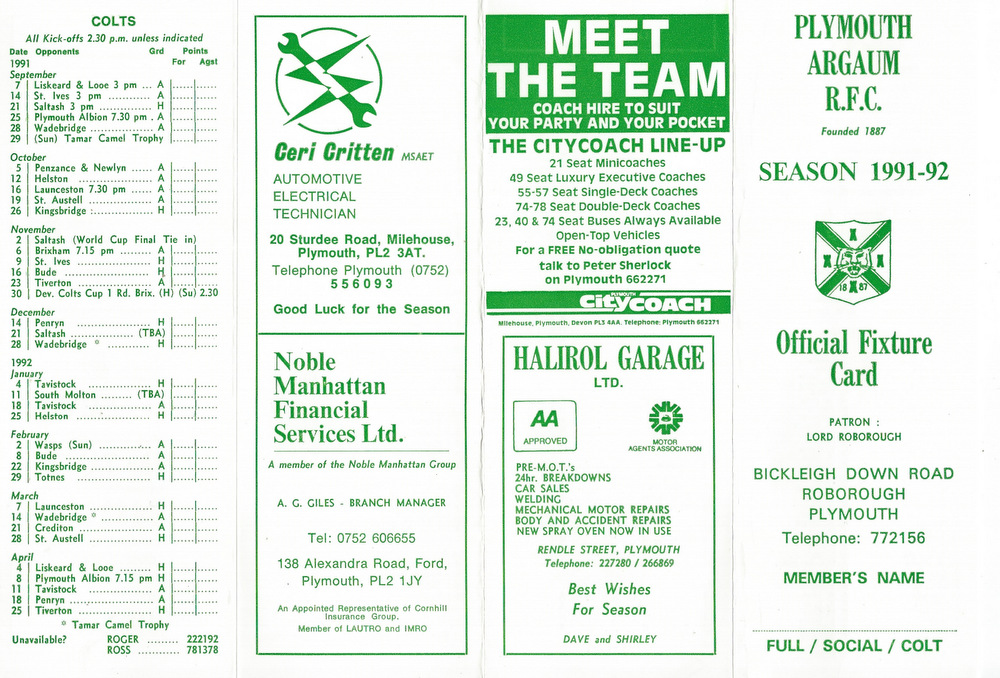 COLTS
All Kick-offs 2.30 p.m. unless indicated
Date Opponents Grd Points
For Agst
1991
September
7 Liskeard & Looe 3 pm ... A
14 St. Ives 3 pm ............ A
21 Saltash 3 pm ............ H
25 Plymouth Albion 7.30 pm . A
28 Wadebridge ............... A
29 (Sun) Tamar Camel Trophy
October
5 Penzance & Newlyn ...... A
12 Helston .................. A
16 Launceston 7.30 pm ...... A
19 St. Austell ............... A
26 Kingsbridge :............ H
November
2 Saltash (World Cup Final Tie in)
6 Brixham 7.15 pm ......... A
9 St. Ives .................. H
16 Bude ..................... H
23 Tiverton .................. A
30 Dev. Colts Cup 1 Rd. Brix. (H) (Su) 2.30
December
14 Penryn .................. H
21 Saltash ............... (TBA)
28 Wadebridge * ............ H
1992
January
4 Tavistock ............... H
11 South Molton ......... (TBA)
18 Tavistock ............... A
25 Helston .................. H
February
2 Wasps (Sun) ............... A
8 Bude ..................... A
22 Kingsbridge ............... A
29 Totnes .................. H
March
7 Launceston ............... H
14 Wadebridge * ............ A
21 Crediton .................. A
28 St. Austell ............... H
April
4 Liskeard & Looe ......... H
8 Plymouth Albion 7.15 pm H
11 Tavistock ............... A
18 Penryn .................. A
25 Tiverton .................. H
* Tamar Camel Trophy
Unavailable? ROGER ......... 222192
ROSS ............ 781378
Ceri Critten MSAET
AUTOMOTIVE
ELECTRICAL
TECHNICIAN
20 Sturdee Road, Milehouse,
Plymouth, PL2 3AT.
Telephone Plymouth (0752)
556093
Good Luck for the Season
Noble
Manhattan
Financial
Services Ltd.
A member of the Noble Manhattan Group
A. G. GILES - BRANCH MANAGER
Tel: 0752 606655
138 Alexandra Road, Ford,
Plymouth, PL2 1JY
An Appointed Representative of Cornhill
Insurance Group.
Member of LAUTRO and IMRO
MEET
THE TEAM
COACH HIRE TO SUIT
YOUR PARTY AND YOUR POCKET
THE CITYCOACH LINE-UP
21 Seat Minicoaches
49 Seat Luxury Executive Coaches
55-57 Seat Single-Deck Coaches
74-78 Seat Double-Deck Coaches
23, 40 & 74 Seat Buses Always Available
Open-Top Vehicles
For a FREE No-obligation quote
talk to Peter Sherlock
on Plymouth 662271
PLYMOUTH
CityCOACH
Milehouse, Plymouth, Devon PL3 4AA. Telephone: Plymouth 662271
HALIROL GARAGE
LTD.
AA
APPROVED
MOTOR
AGENTS ASSOCIATION
PRE-M.O.T.'s
24hr. BREAKDOWNS
CAR SALES
WELDING
MECHANICAL MOTOR REPAIRS
BODY AND ACCIDENT REPAIRS
NEW SPRAY OVEN NOW IN USE
RENDLE STREET, PLYMOUTH
Telephone: 227280 / 266869
Best Wishes
For Season
DAVE and SHIRLEY
PLYMOUTH
ARGAUM
R.F.C.
Founded 1887
SEASON 1991-92
18 87
Official Fixture
Card
PATRON :
LORD ROBOROUGH
BICKLEIGH DOWN ROAD
ROBOROUGH
PLYMOUTH
Telephone: 772156
MEMBER'S NAME
FULL / SOCIAL / COLT